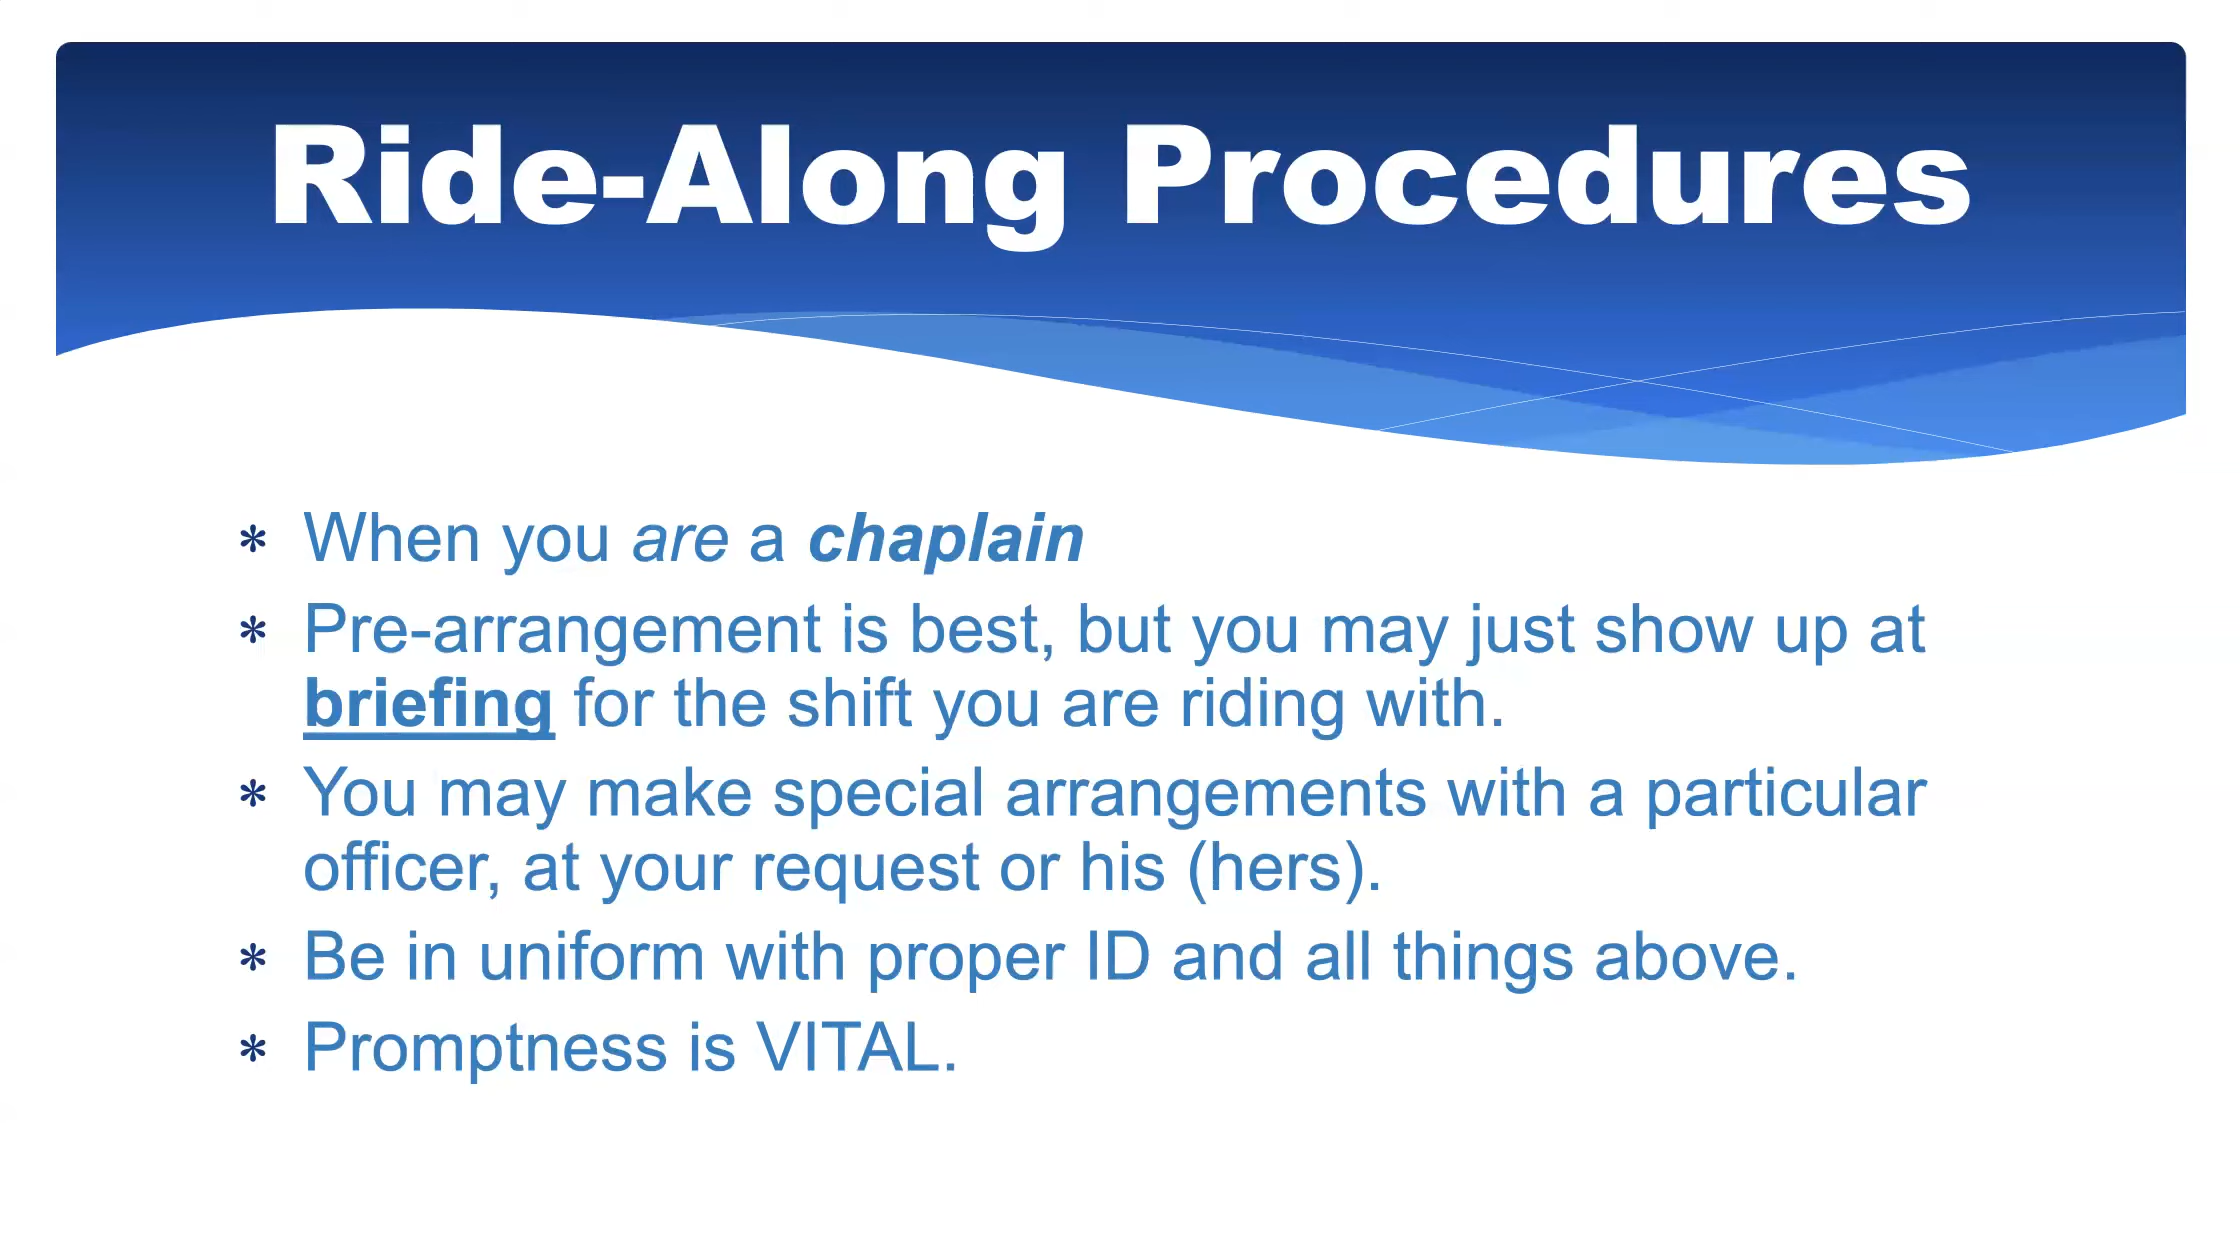 Ride-Along Procedures
* When you are a chaplain
* Pre-arrangement is best, but you may just show up at
briefing for the shift you are riding with.
* You may make special arrangements with a particular
officer, at your request or his (hers).
* Be in uniform with proper ID and all things above.
* Promptness is VITAL.